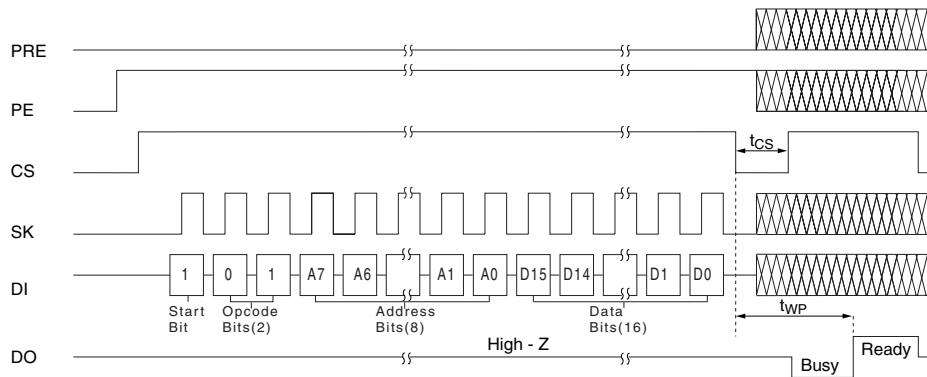 PRE
PE
CS
tCS
SK
DI
1 0 1 A7 A6 A1 A0 D15 D14 D1 D0
Start Bit
Opcode Bits(2)
Address Bits(8)
Data Bits(16)
tWP
DO
High - Z
Busy
Ready